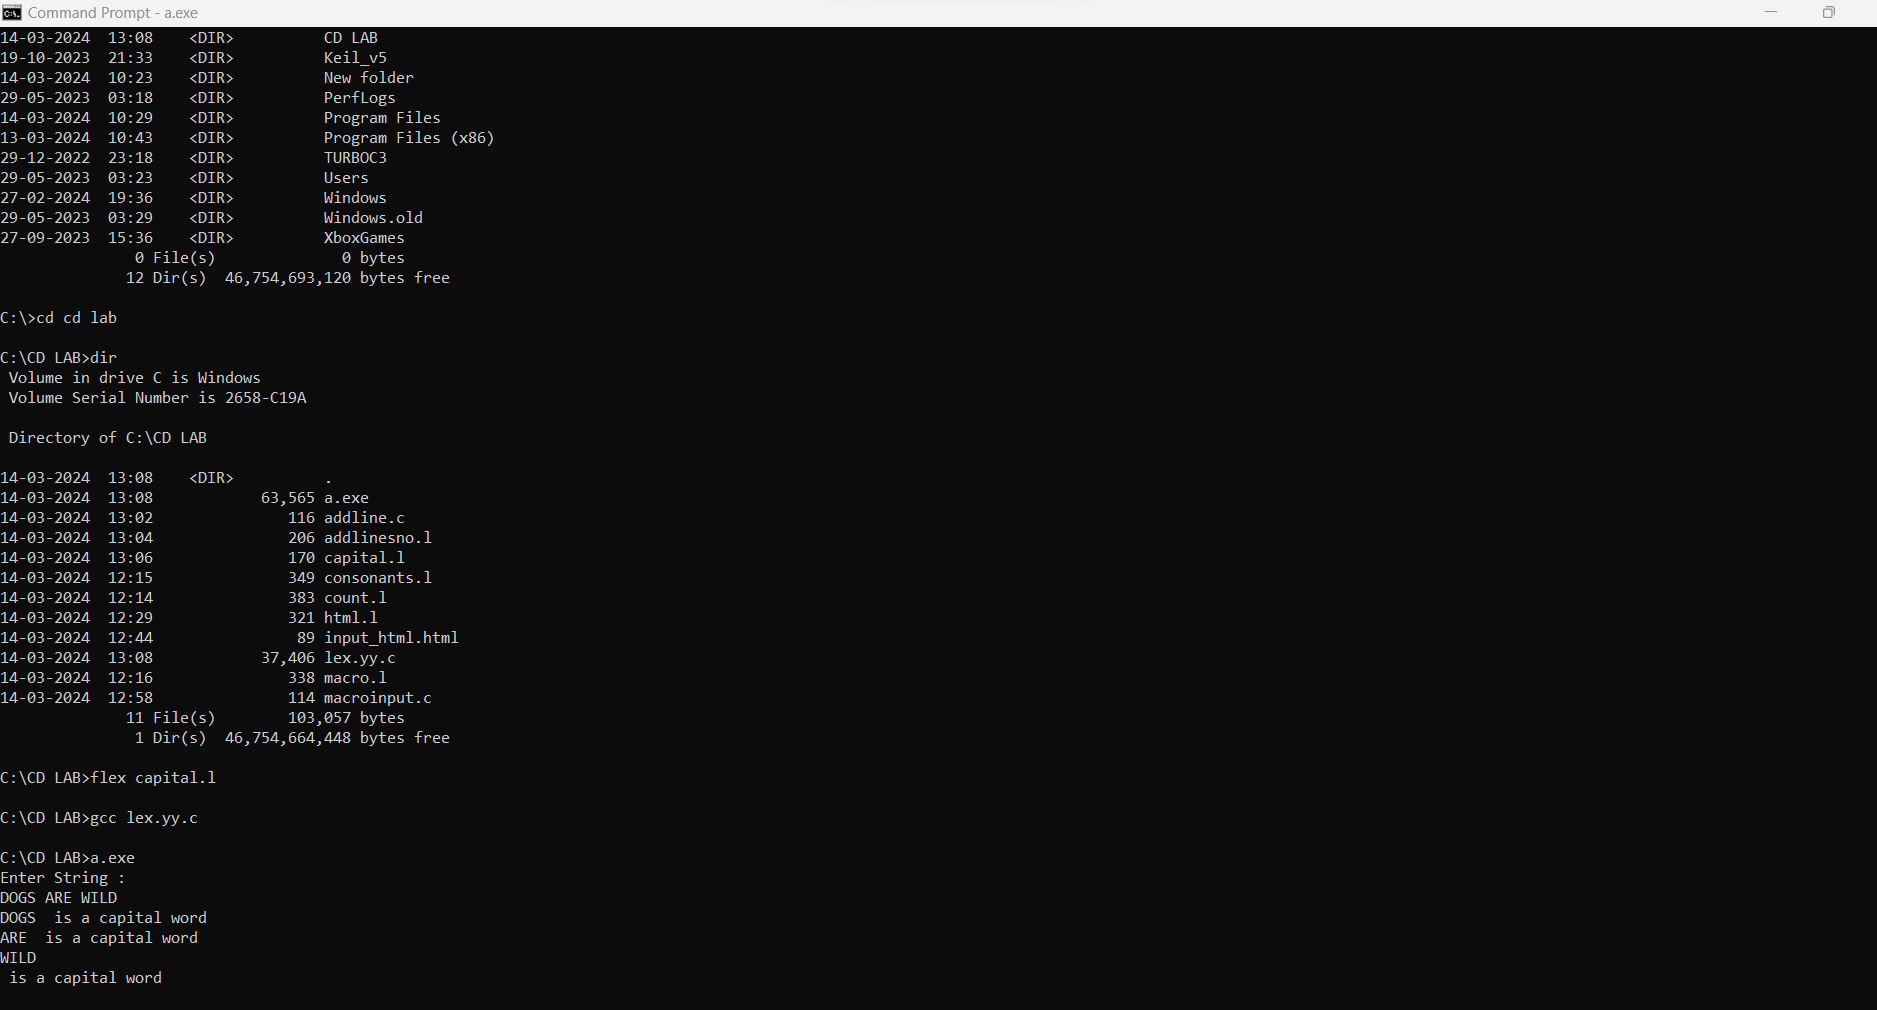 Command Prompt - a.exe
14-03-2024  13:08    <DIR>          CD LAB
19-10-2023  21:33    <DIR>          Keil_v5
14-03-2024  10:23    <DIR>          New folder
29-05-2023  03:18    <DIR>          PerfLogs
14-03-2024  10:29    <DIR>          Program Files
13-03-2024  10:43    <DIR>          Program Files (x86)
29-12-2022  23:18    <DIR>          TURBOC3
29-05-2023  03:23    <DIR>          Users
27-02-2024  19:36    <DIR>          Windows
29-05-2023  03:29    <DIR>          Windows.old
27-09-2023  15:36    <DIR>          XboxGames
               0 File(s)              0 bytes
              12 Dir(s)  46,754,693,120 bytes free
C:\>cd cd lab
C:\CD LAB>dir
 Volume in drive C is Windows
 Volume Serial Number is 2658-C19A
 Directory of C:\CD LAB
14-03-2024  13:08    <DIR>          .
14-03-2024  13:08            63,565 a.exe
14-03-2024  13:02               116 addline.c
14-03-2024  13:04               206 addlinesno.l
14-03-2024  13:06               170 capital.l
14-03-2024  12:15               349 consonants.l
14-03-2024  12:14               383 count.l
14-03-2024  12:29               321 html.l
14-03-2024  12:44                89 input_html.html
14-03-2024  13:08            37,406 lex.yy.c
14-03-2024  12:16               338 macro.l
14-03-2024  12:58               114 macroinput.c
              11 File(s)        103,057 bytes
               1 Dir(s)  46,754,664,448 bytes free
C:\CD LAB>flex capital.l
C:\CD LAB>gcc lex.yy.c
C:\CD LAB>a.exe
Enter String :
DOGS ARE WILD
DOGS  is a capital word
ARE  is a capital word
WILD
 is a capital word